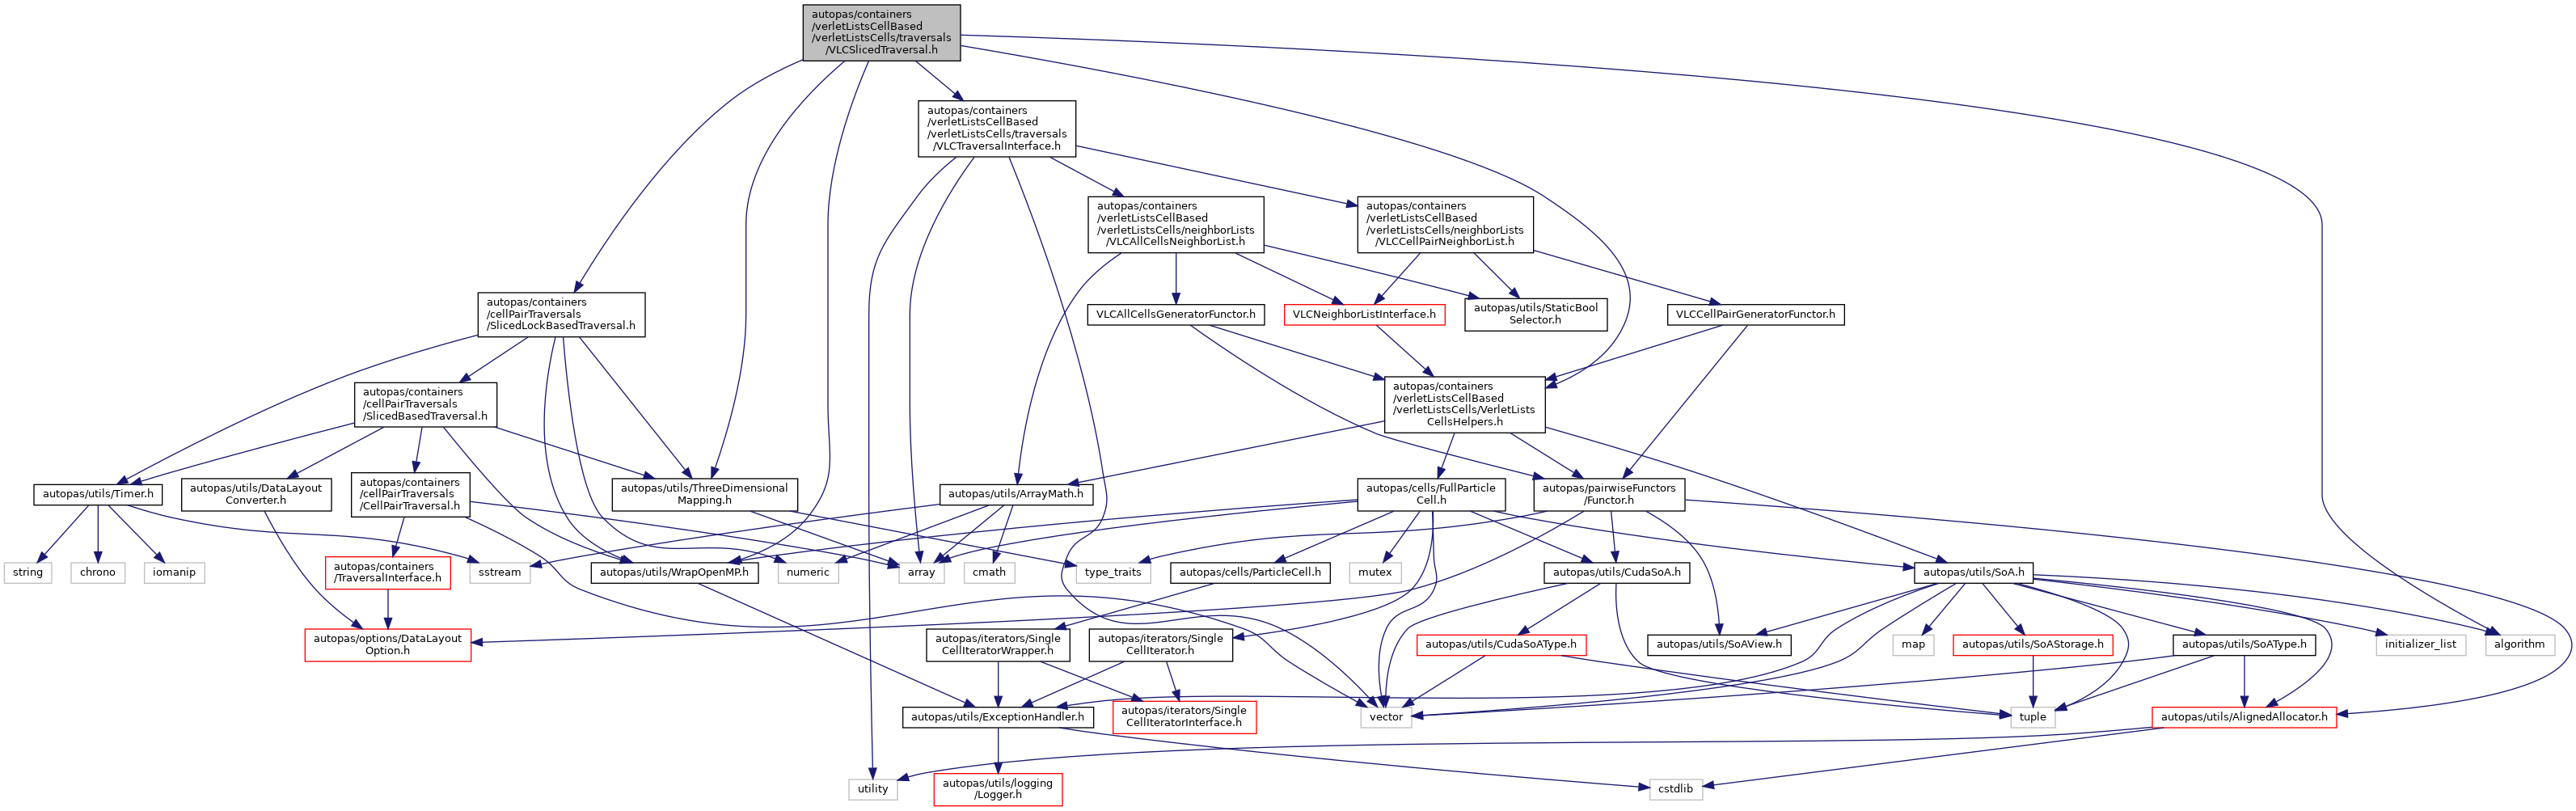 autopas/containers
/verletListsCellBased
/verletListsCells/traversals
/VLCSlicedTraversal.h
autopas/containers
/verletListsCellBased
/verletListsCells/traversals
/VLCTraversalInterface.h
autopas/containers
/verletListsCellBased
/verletListsCells/neighborLists
/VLCAllCellsNeighborList.h
autopas/containers
/verletListsCellBased
/verletListsCells/neighborLists
/VLCCellPairNeighborList.h
autopas/containers
/cellPairTraversals
/SlicedLockBasedTraversal.h
VLCAllCellsGeneratorFunctor.h
VLCNeighborListInterface.h
autopas/utils/StaticBool
Selector.h
VLCCellPairGeneratorFunctor.h
autopas/containers
/cellPairTraversals
/SlicedBasedTraversal.h
autopas/containers
/verletListsCellBased
/verletListsCells/VerletLists
CellsHelpers.h
autopas/utils/Timer.h
autopas/utils/DataLayout
Converter.h
autopas/containers
/cellPairTraversals
/CellPairTraversal.h
autopas/utils/ThreeDimensional
Mapping.h
autopas/utils/ArrayMath.h
autopas/cells/FullParticle
Cell.h
autopas/pairwiseFunctors
/Functor.h
string
chrono
iomanip
autopas/containers
/TraversalInterface.h
sstream
autopas/utils/WrapOpenMP.h
numeric
array
cmath
type_traits
autopas/cells/ParticleCell.h
mutex
autopas/utils/CudaSoA.h
autopas/utils/SoA.h
autopas/options/DataLayout
Option.h
autopas/iterators/Single
CellIteratorWrapper.h
autopas/iterators/Single
CellIterator.h
autopas/utils/CudaSoAType.h
autopas/utils/SoAView.h
map
autopas/utils/SoAStorage.h
autopas/utils/SoAType.h
initializer_list
algorithm
autopas/utils/ExceptionHandler.h
autopas/iterators/Single
CellIteratorInterface.h
vector
tuple
autopas/utils/AlignedAllocator.h
utility
autopas/utils/logging
/Logger.h
cstdlib